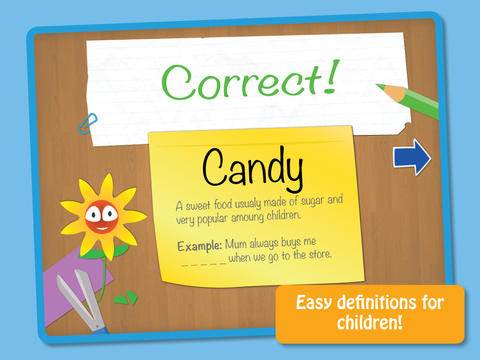 Correct!
Candy
A sweet food usualy made of sugar and
very popular amoung children.
Example: Mum always buys me
_ _ _ _ _ when we go to the store.
Easy definitions for
children!